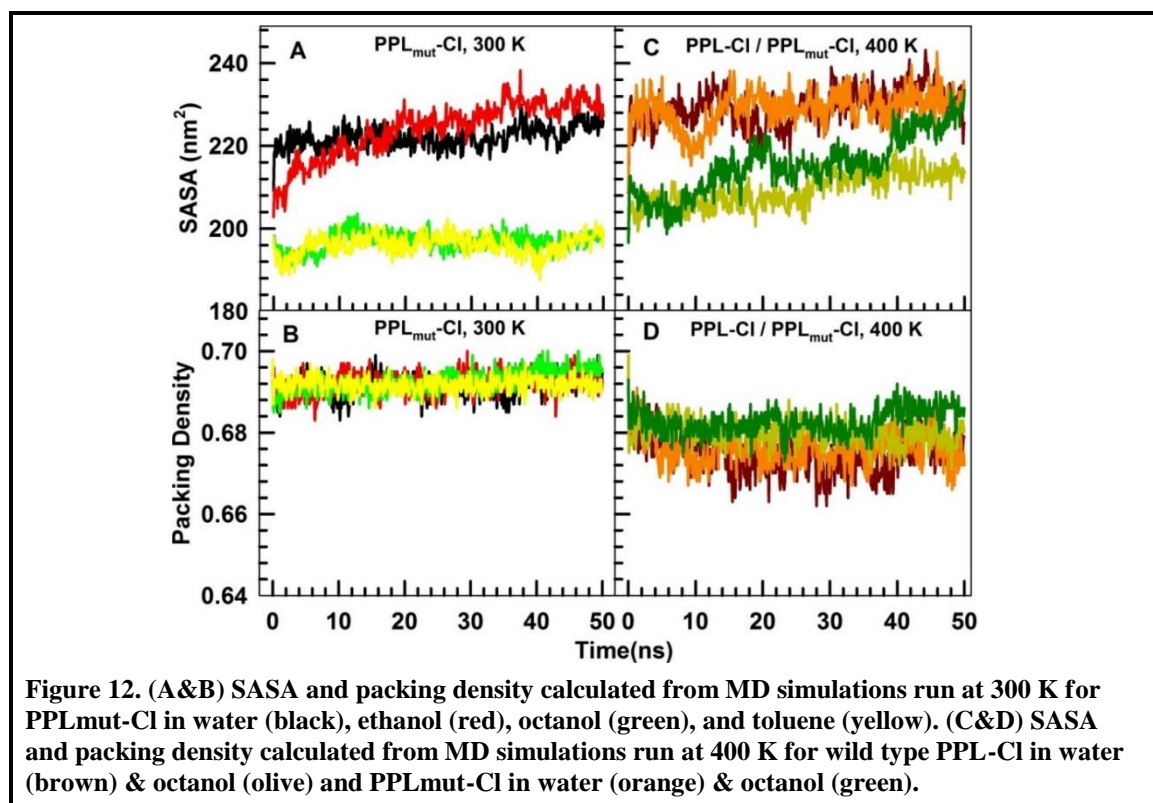 A PPLmut-Cl, 300 K
C PPL-Cl / PPLmut-Cl, 400 K
240
220
200
180
SASA (nm2)
B PPLmut-Cl, 300 K
D PPL-Cl / PPLmut-Cl, 400 K
0.70
0.68
0.66
0.64
Packing Density
0 10 20 30 40 50
0 10 20 30 40 50
Time(ns)
Figure 12. (A&B) SASA and packing density calculated from MD simulations run at 300 K for
PPLmut-Cl in water (black), ethanol (red), octanol (green), and toluene (yellow). (C&D) SASA
and packing density calculated from MD simulations run at 400 K for wild type PPL-Cl in water
(brown) & octanol (olive) and PPLmut-Cl in water (orange) & octanol (green).